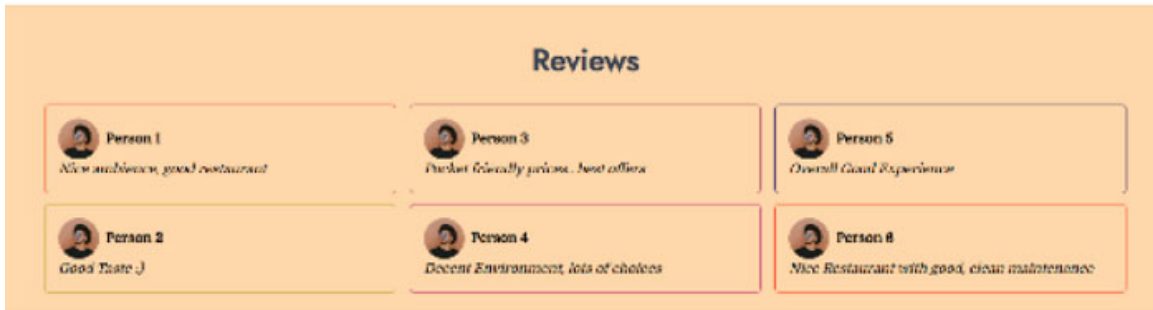 Reviews
Person 1
Nice ambience, good restaurant
Person 3
Pocket friendly prices.. best offers
Person 5
Overall Good Experience
Person 2
Good Taste :)
Person 4
Decent Environment, lots of choices
Person 6
Nice Restaurant with good, clean maintenence